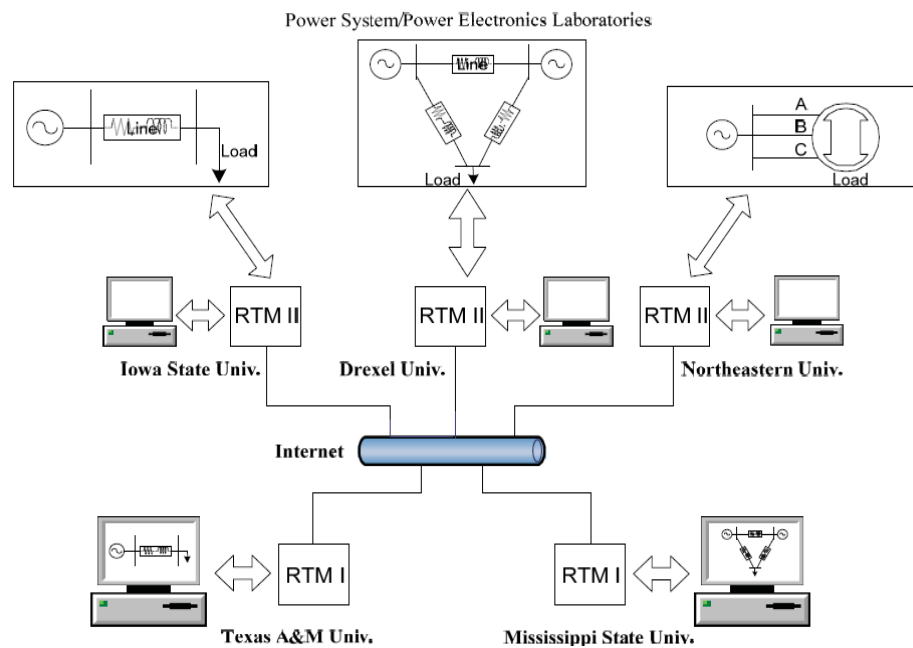 Power System/Power Electronics Laboratories
Line
Load
Line
Load
A
B
C
Load
RTM II
RTM II
RTM II
Iowa State Univ.
Drexel Univ.
Northeastern Univ.
Internet
RTM I
RTM I
Texas A&M Univ.
Mississippi State Univ.